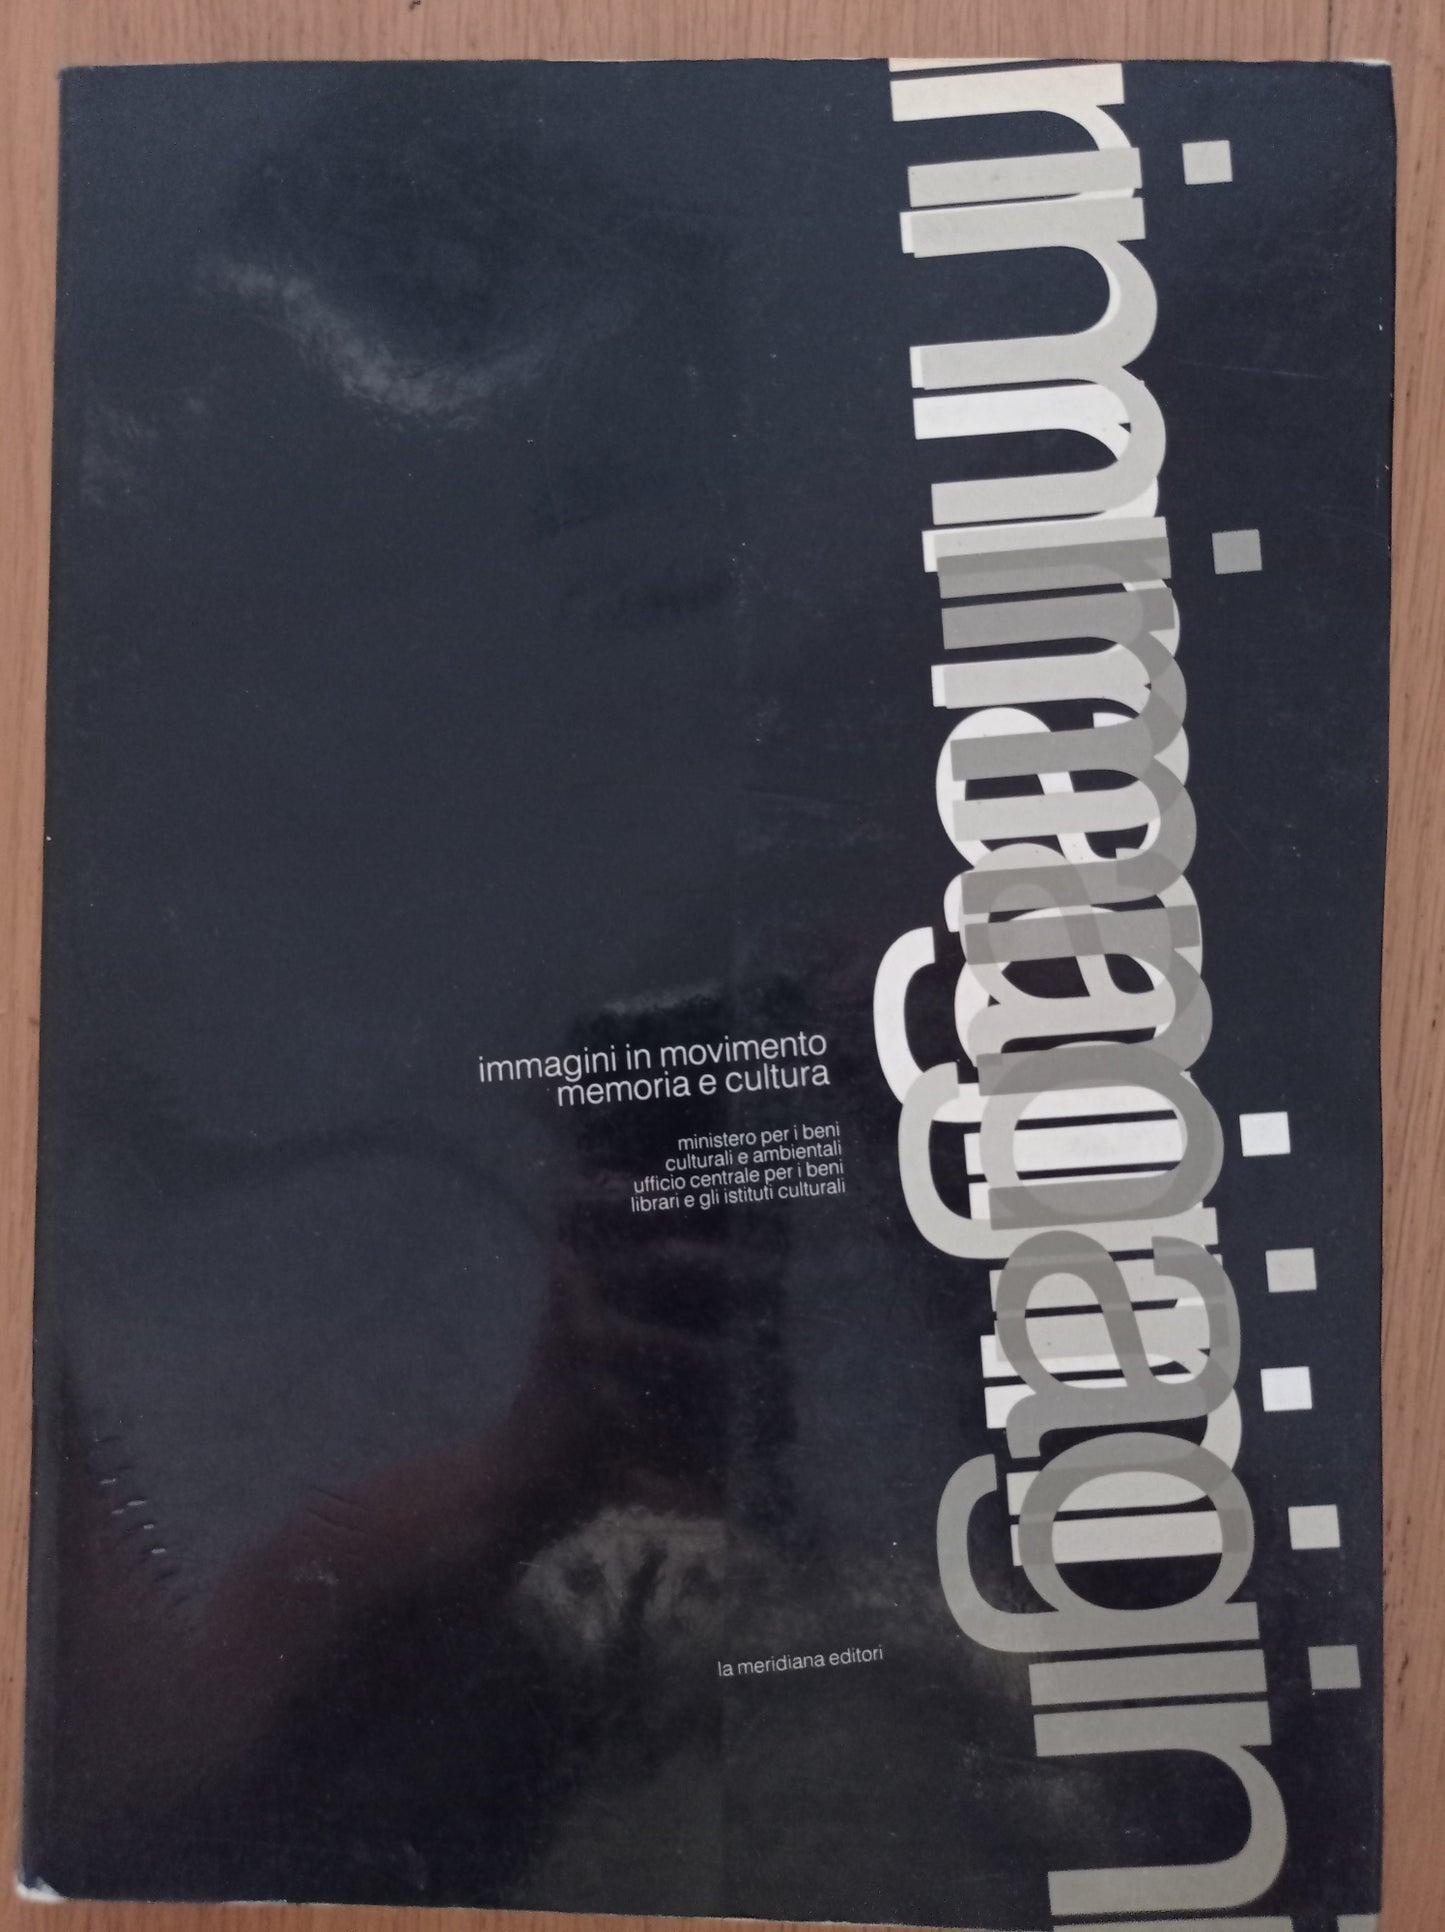 immagini in movimento
memoria e cultura
ministero per i beni
culturali e ambientali
ufficio centrale per i beni
librari e gli istituti culturali
la meridiana editori
immagin